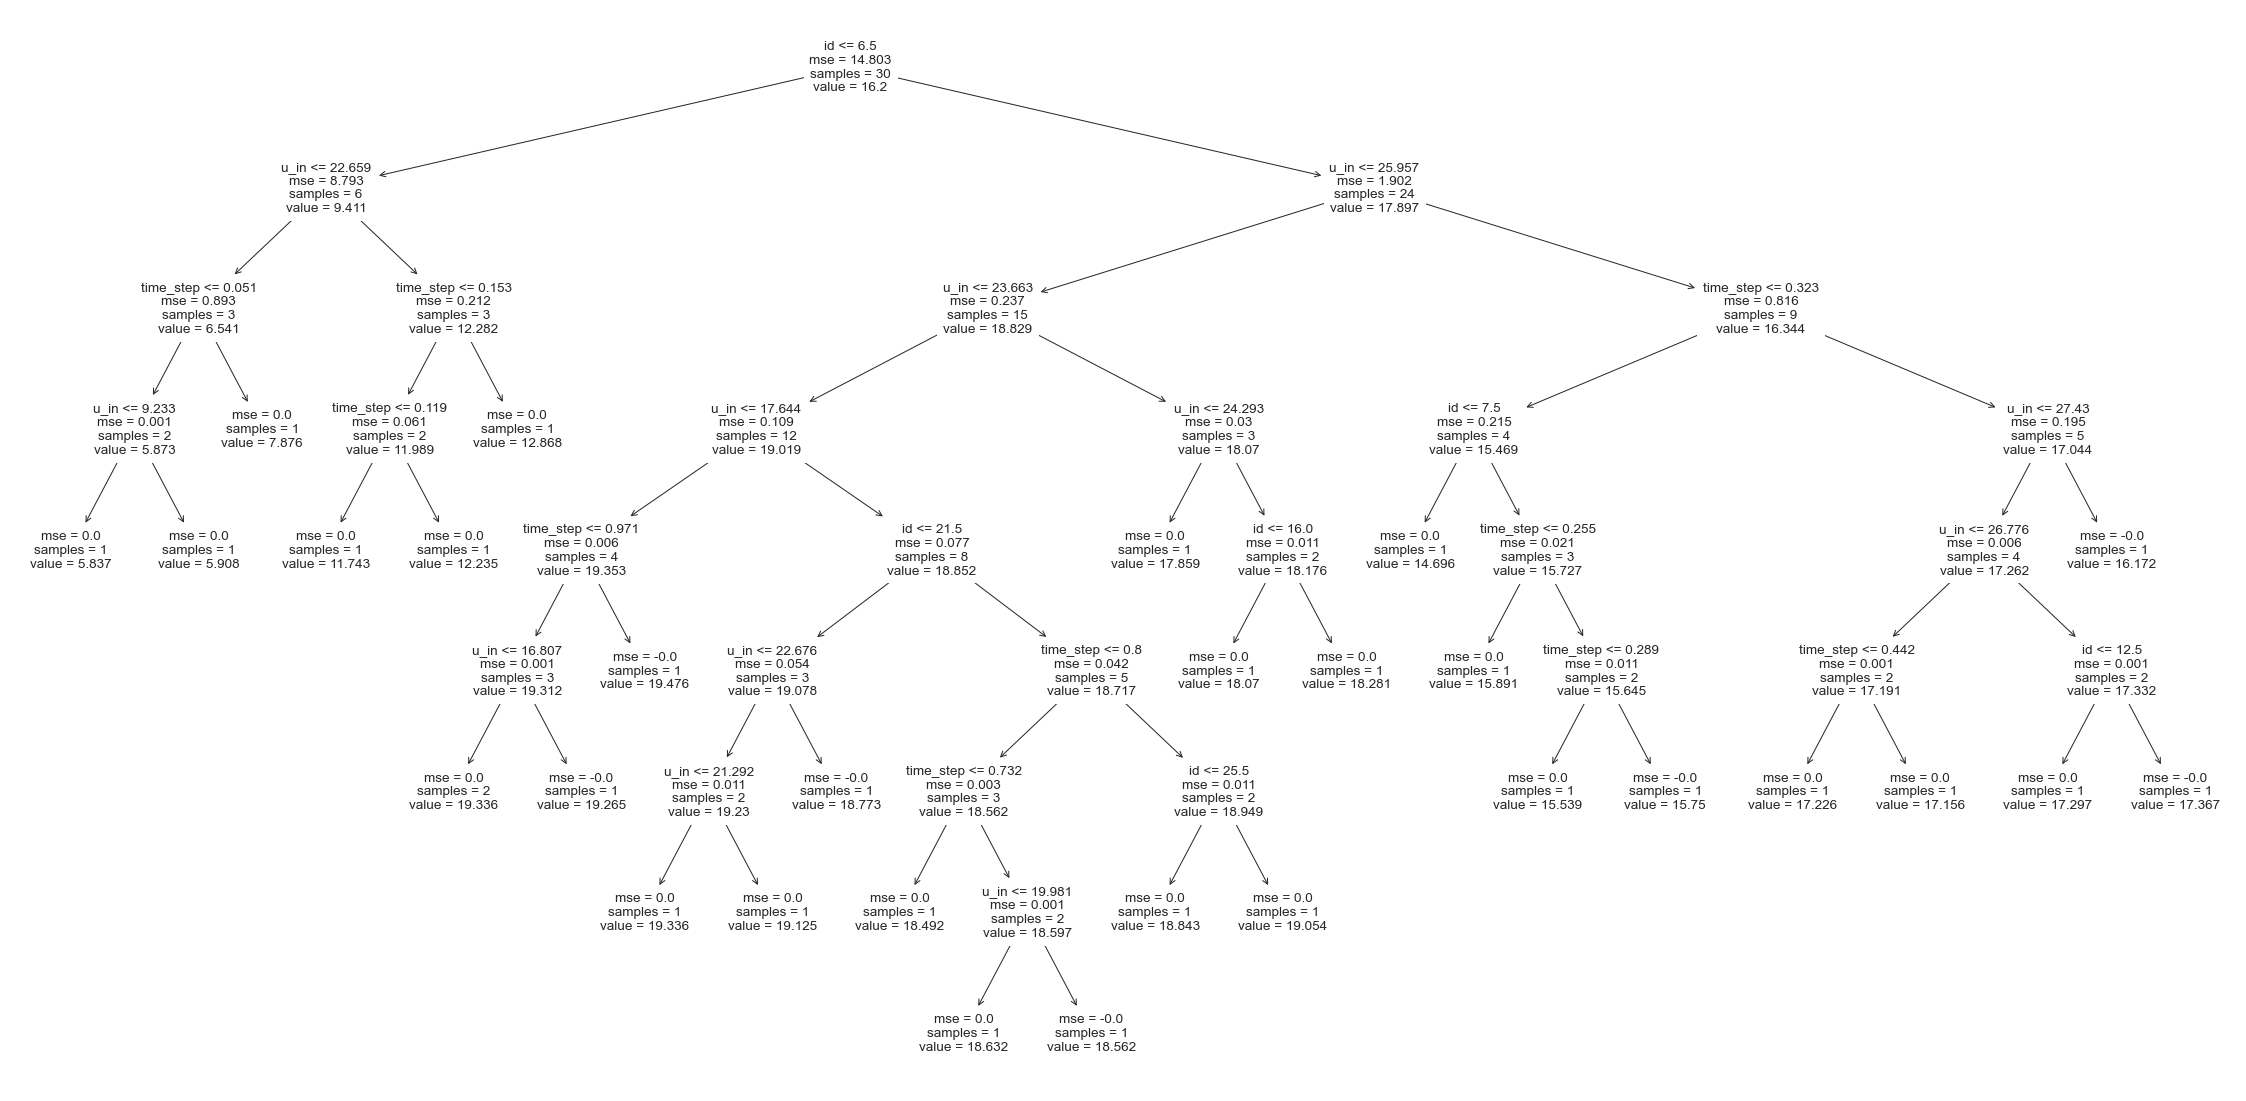 id <= 6.5
mse = 14.803
samples = 30
value = 16.2
u_in <= 22.659
mse = 8.793
samples = 6
value = 9.411
u_in <= 25.957
mse = 1.902
samples = 24
value = 17.897
time_step <= 0.051
mse = 0.893
samples = 3
value = 6.541
time_step <= 0.153
mse = 0.212
samples = 3
value = 12.282
u_in <= 23.663
mse = 0.237
samples = 15
value = 18.829
time_step <= 0.323
mse = 0.816
samples = 9
value = 16.344
u_in <= 9.233
mse = 0.001
samples = 2
value = 5.873
mse = 0.0
samples = 1
value = 7.876
time_step <= 0.119
mse = 0.061
samples = 2
value = 11.989
mse = 0.0
samples = 1
value = 12.868
u_in <= 17.644
mse = 0.109
samples = 12
value = 19.019
u_in <= 24.293
mse = 0.03
samples = 3
value = 18.07
id <= 7.5
mse = 0.215
samples = 4
value = 15.469
u_in <= 27.43
mse = 0.195
samples = 5
value = 17.044
mse = 0.0
samples = 1
value = 5.837
mse = 0.0
samples = 1
value = 5.908
mse = 0.0
samples = 1
value = 11.743
mse = 0.0
samples = 1
value = 12.235
time_step <= 0.971
mse = 0.006
samples = 4
value = 19.353
id <= 21.5
mse = 0.077
samples = 8
value = 18.852
mse = 0.0
samples = 1
value = 17.859
id <= 16.0
mse = 0.011
samples = 2
value = 18.176
mse = 0.0
samples = 1
value = 14.696
time_step <= 0.255
mse = 0.021
samples = 3
value = 15.727
u_in <= 26.776
mse = 0.006
samples = 4
value = 17.262
mse = -0.0
samples = 1
value = 16.172
u_in <= 16.807
mse = 0.001
samples = 3
value = 19.312
mse = -0.0
samples = 1
value = 19.476
u_in <= 22.676
mse = 0.054
samples = 3
value = 19.078
time_step <= 0.8
mse = 0.042
samples = 5
value = 18.717
mse = 0.0
samples = 1
value = 18.07
mse = 0.0
samples = 1
value = 18.281
mse = 0.0
samples = 1
value = 15.891
time_step <= 0.289
mse = 0.011
samples = 2
value = 15.645
time_step <= 0.442
mse = 0.001
samples = 2
value = 17.191
id <= 12.5
mse = 0.001
samples = 2
value = 17.332
mse = 0.0
samples = 2
value = 19.336
mse = -0.0
samples = 1
value = 19.265
u_in <= 21.292
mse = 0.011
samples = 2
value = 19.23
mse = -0.0
samples = 1
value = 18.773
time_step <= 0.732
mse = 0.003
samples = 3
value = 18.562
id <= 25.5
mse = 0.011
samples = 2
value = 18.949
mse = 0.0
samples = 1
value = 15.539
mse = -0.0
samples = 1
value = 15.75
mse = 0.0
samples = 1
value = 17.226
mse = 0.0
samples = 1
value = 17.156
mse = 0.0
samples = 1
value = 17.297
mse = -0.0
samples = 1
value = 17.367
mse = 0.0
samples = 1
value = 19.336
mse = 0.0
samples = 1
value = 19.125
mse = 0.0
samples = 1
value = 18.492
u_in <= 19.981
mse = 0.001
samples = 2
value = 18.597
mse = 0.0
samples = 1
value = 18.843
mse = 0.0
samples = 1
value = 19.054
mse = 0.0
samples = 1
value = 18.632
mse = -0.0
samples = 1
value = 18.562